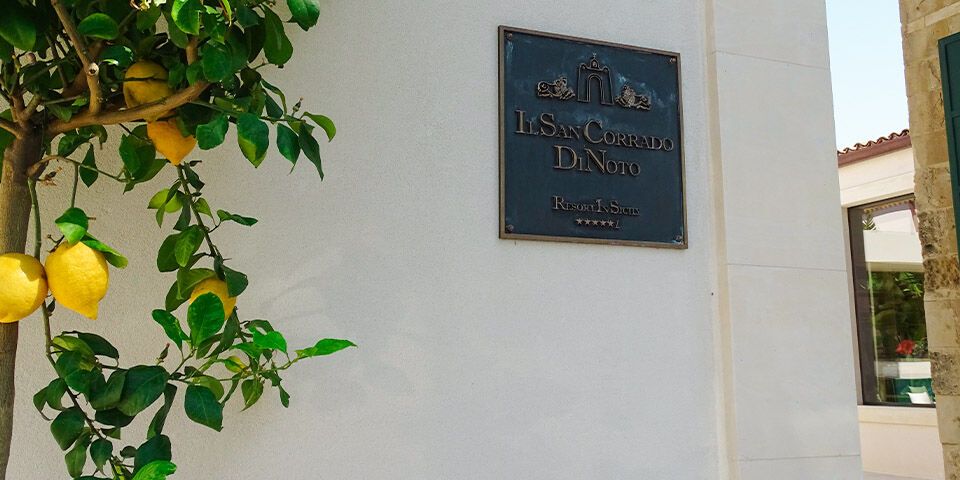 Il San Corrado
Di Noto
Resort In Sicily
★★★★★ L